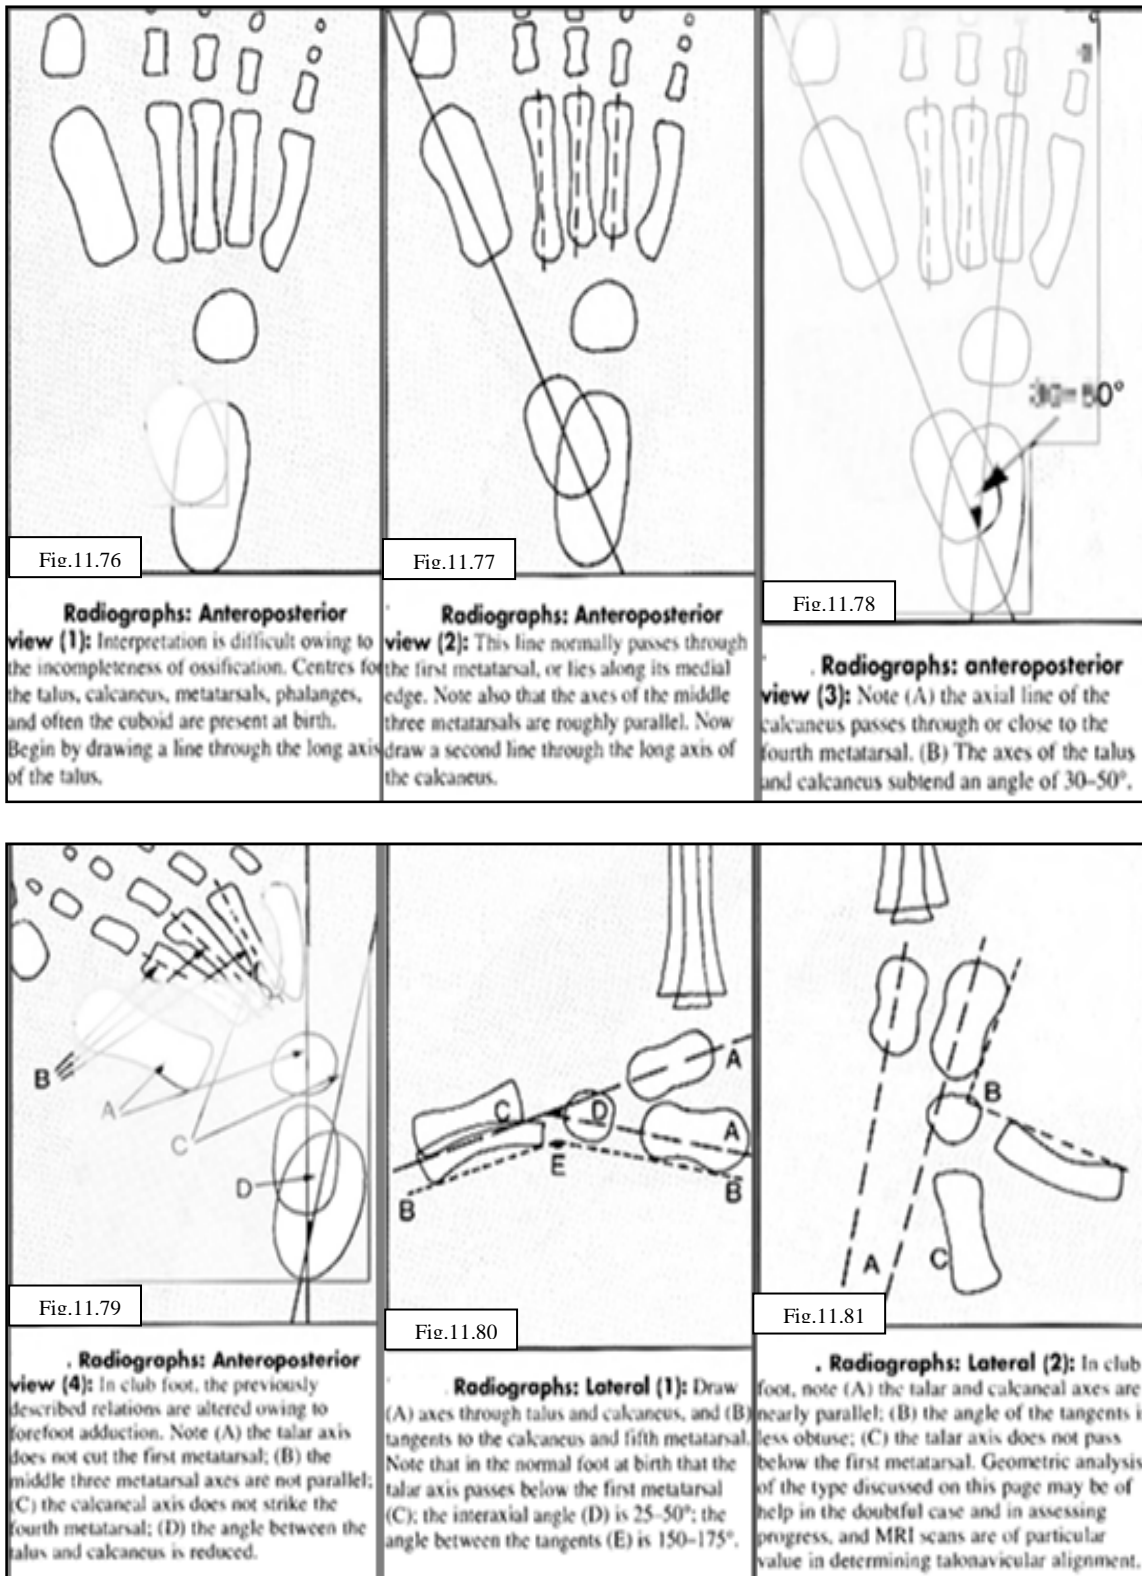 30–50°
Fig.11.76
Radiographs: Anteroposterior
view (1): Interpretation is difficult owing to
the incompleteness of ossification. Centres for
the talus, calcaneus, metatarsals, phalanges,
and often the cuboid are present at birth.
Begin by drawing a line through the long axis
of the talus.
Fig.11.77
Radiographs: Anteroposterior
view (2): This line normally passes through
the first metatarsal, or lies along its medial
edge. Note also that the axes of the middle
three metatarsals are roughly parallel. Now
draw a second line through the long axis of
the calcaneus.
Fig.11.78
. Radiographs: anteroposterior
view (3): Note (A) the axial line of the
calcaneus passes through or close to the
fourth metatarsal. (B) The axes of the talus
and calcaneus subtend an angle of 30–50°.
B
A
C
D
Fig.11.79
. Radiographs: Anteroposterior
view (4): In club foot, the previously
described relations are altered owing to
forefoot adduction. Note (A) the talar axis
does not cut the first metatarsal; (B) the
middle three metatarsal axes are not parallel;
(C) the calcaneal axis does not strike the
fourth metatarsal; (D) the angle between the
talus and calcaneus is reduced.
A
C
D
A
E
B
B
Fig.11.80
Radiographs: Lateral (1): Draw
(A) axes through talus and calcaneus, and (B)
tangents to the calcaneus and fifth metatarsal.
Note that in the normal foot at birth that the
talar axis passes below the first metatarsal
(C); the interaxial angle (D) is 25–50°; the
angle between the tangents (E) is 150–175°.
B
A
C
Fig.11.81
. Radiographs: Lateral (2): In club
foot, note (A) the talar and calcaneal axes are
nearly parallel; (B) the angle of the tangents i
less obtuse; (C) the talar axis does not pass
below the first metatarsal. Geometric analysis
of the type discussed on this page may be of
help in the doubtful case and in assessing
progress, and MRI scans are of particular
value in determining talonavicular alignment.